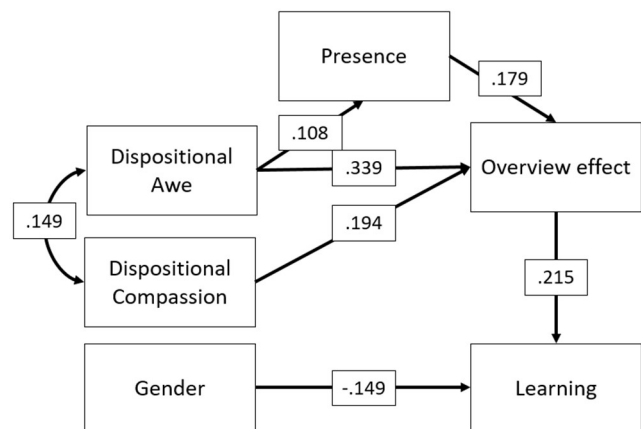 Presence
.179
.108
Dispositional
Awe
.339
Overview effect
.149
.194
Dispositional
Compassion
.215
Gender
-.149
Learning